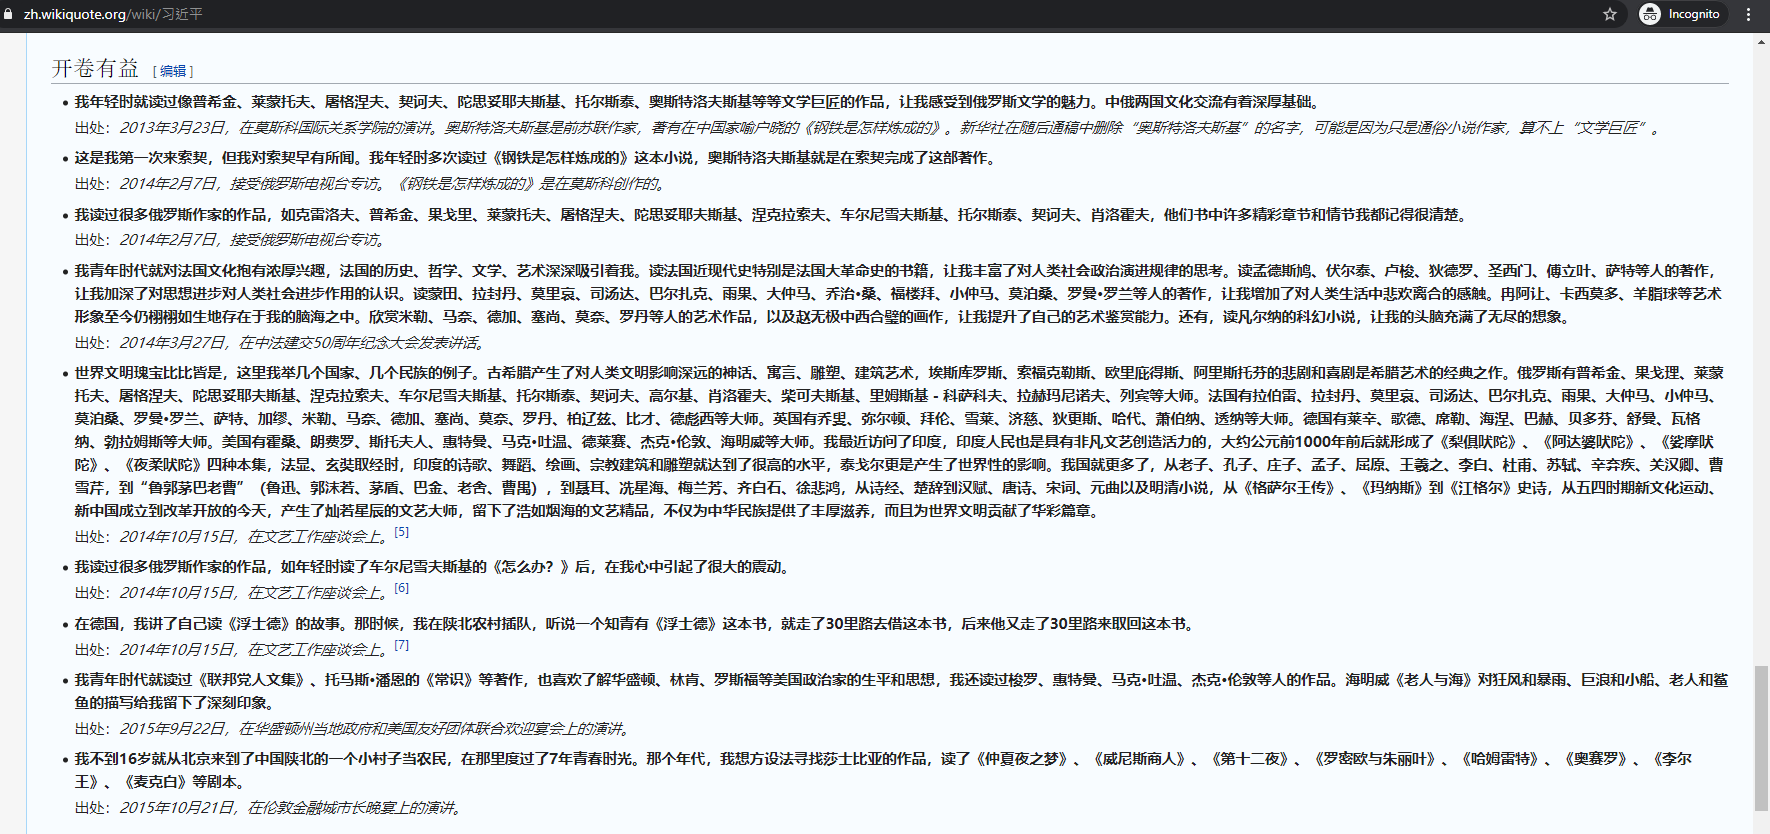 zh.wikiquote.org/wiki/习近平
Incognito
开卷有益 [ 编辑 ]
• 我年轻时就读过像普希金、莱蒙托夫、屠格涅夫、契诃夫、陀思妥耶夫斯基、托尔斯泰、奥斯特洛夫斯基等等文学巨匠的作品，让我感受到俄罗斯文学的魅力。中俄两国文化交流有着深厚基础。
出处：2013年3月23日，在莫斯科国际关系学院的演讲。奥斯特洛夫斯基是前苏联作家，著有在中国家喻户晓的《钢铁是怎样炼成的》。新华社在随后通稿中删除“奥斯特洛夫斯基”的名字，可能是因为只是通俗小说作家，算不上“文学巨匠”。
• 这是我第一次来索契，但我对索契早有所闻。我年轻时多次读过《钢铁是怎样炼成的》这本小说，奥斯特洛夫斯基就是在索契完成了这部著作。
出处：2014年2月7日，接受俄罗斯电视台专访。《钢铁是怎样炼成的》是在莫斯科创作的。
• 我读过很多俄罗斯作家的作品，如克雷洛夫、普希金、果戈里、莱蒙托夫、屠格涅夫、陀思妥耶夫斯基、涅克拉索夫、车尔尼雪夫斯基、托尔斯泰、契诃夫、肖洛霍夫，他们书中许多精彩章节和情节我都记得很清楚。
出处：2014年2月7日，接受俄罗斯电视台专访。
• 我青年时代就对法国文化抱有浓厚兴趣，法国的历史、哲学、文学、艺术深深吸引着我。读法国近现代史特别是法国大革命史的书籍，让我丰富了对人类社会政治演进规律的思考。读孟德斯鸠、伏尔泰、卢梭、狄德罗、圣西门、傅立叶、萨特等人的著作，
让我加深了对思想进步对人类社会进步作用的认识。读蒙田、拉封丹、莫里哀、司汤达、巴尔扎克、雨果、大仲马、乔治•桑、福楼拜、小仲马、莫泊桑、罗曼•罗兰等人的著作，让我增加了对人类生活中悲欢离合的感触。冉阿让、卡西莫多、羊脂球等艺术
形象至今仍栩栩如生地存在于我的脑海之中。欣赏米勒、马奈、德加、塞尚、莫奈、罗丹等人的艺术作品，以及赵无极中西合璧的画作，让我提升了自己的艺术鉴赏能力。还有，读凡尔纳的科幻小说，让我的头脑充满了无尽的想象。
出处：2014年3月27日，在中法建交50周年纪念大会发表讲话。
• 世界文明瑰宝比比皆是，这里我举几个国家、几个民族的例子。古希腊产生了对人类文明影响深远的神话、寓言、雕塑、建筑艺术，埃斯库罗斯、索福克勒斯、欧里庇得斯、阿里斯托芬的悲剧和喜剧是希腊艺术的经典之作。俄罗斯有普希金、果戈理、莱蒙
托夫、屠格涅夫、陀思妥耶夫斯基、涅克拉索夫、车尔尼雪夫斯基、托尔斯泰、契诃夫、高尔基、肖洛霍夫、柴可夫斯基、里姆斯基－科萨科夫、拉赫玛尼诺夫、列宾等大师。法国有拉伯雷、拉封丹、莫里哀、司汤达、巴尔扎克、雨果、大仲马、小仲马、
莫泊桑、罗曼•罗兰、萨特、加缪、米勒、马奈、德加、塞尚、莫奈、罗丹、柏辽兹、比才、德彪西等大师。英国有乔叟、弥尔顿、拜伦、雪莱、济慈、狄更斯、哈代、萧伯纳、透纳等大师。德国有莱辛、歌德、席勒、海涅、巴赫、贝多芬、舒曼、瓦格
纳、勃拉姆斯等大师。美国有霍桑、朗费罗、斯托夫人、惠特曼、马克•吐温、德莱赛、杰克•伦敦、海明威等大师。我最近访问了印度，印度人民也是具有非凡文艺创造活力的，大约公元前1000年前后就形成了《梨俱吠陀》、《阿达婆吠陀》、《娑摩吠
陀》、《夜柔吠陀》四种本集，法显、玄奘取经时，印度的诗歌、舞蹈、绘画、宗教建筑和雕塑就达到了很高的水平，泰戈尔更是产生了世界性的影响。我国就更多了，从老子、孔子、庄子、孟子、屈原、王羲之、李白、杜甫、苏轼、辛弃疾、关汉卿、曹
雪芹，到“鲁郭茅巴老曹”（鲁迅、郭沫若、茅盾、巴金、老舍、曹禺），到聂耳、冼星海、梅兰芳、齐白石、徐悲鸿，从诗经、楚辞到汉赋、唐诗、宋词、元曲以及明清小说，从《格萨尔王传》、《玛纳斯》到《江格尔》史诗，从五四时期新文化运动、
新中国成立到改革开放的今天，产生了灿若星辰的文艺大师，留下了浩如烟海的文艺精品，不仅为中华民族提供了丰厚滋养，而且为世界文明贡献了华彩篇章。
出处：2014年10月15日，在文艺工作座谈会上。[5]
• 我读过很多俄罗斯作家的作品，如年轻时读了车尔尼雪夫斯基的《怎么办？》后，在我心中引起了很大的震动。
出处：2014年10月15日，在文艺工作座谈会上。[6]
• 在德国，我讲了自己读《浮士德》的故事。那时候，我在陕北农村插队，听说一个知青有《浮士德》这本书，就走了30里路去借这本书，后来他又走了30里路来取回这本书。
出处：2014年10月15日，在文艺工作座谈会上。[7]
• 我青年时代就读过《联邦党人文集》、托马斯•潘恩的《常识》等著作，也喜欢了解华盛顿、林肯、罗斯福等美国政治家的生平和思想，我还读过梭罗、惠特曼、马克•吐温、杰克•伦敦等人的作品。海明威《老人与海》对狂风和暴雨、巨浪和小船、老人和鲨
鱼的描写给我留下了深刻印象。
出处：2015年9月22日，在华盛顿州当地政府和美国友好团体联合欢迎宴会上的演讲。
• 我不到16岁就从北京来到了中国陕北的一个小村子当农民，在那里度过了7年青春时光。那个年代，我想方设法寻找莎士比亚的作品，读了《仲夏夜之梦》、《威尼斯商人》、《第十二夜》、《罗密欧与朱丽叶》、《哈姆雷特》、《奥赛罗》、《李尔
王》、《麦克白》等剧本。
出处：2015年10月21日，在伦敦金融城市长晚宴上的演讲。